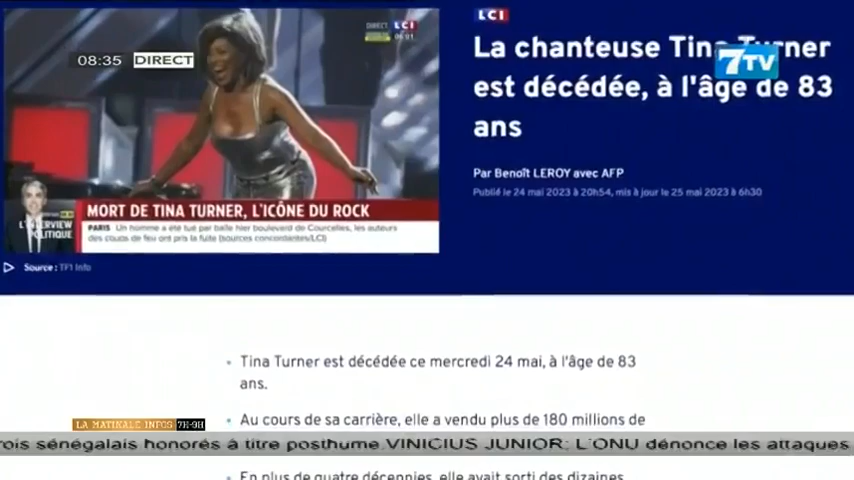 LCI
La chanteuse Tina Turner
est décédée, à l'âge de 83
ans
Par Benoît LEROY avec AFP
Publié le 24 mai 2023 à 20h54, mis à jour le 25 mai 2023 à 6h30
7TV
08:35 DIRECT
DIRECT LCI
L'INTERVIEW
POLITIQUE
MORT DE TINA TURNER, L'ICÔNE DU ROCK
PARIS Un homme a été tué par balle hier boulevard de Courcelles, les auteurs
des coups de feu ont pris la fuite (sources concordantes/LCI)
Source : TF1 Info
Tina Turner est décédée ce mercredi 24 mai, à l'âge de 83
ans.
Au cours de sa carrière, elle a vendu plus de 180 millions de
LA MATINALE INFOS 7H-9H
rois sénégalais honorés à titre posthume VINICIUS JUNIOR: L'ONU dénonce les attaques
En plus de quatre décennies, elle avait sorti des dizaines